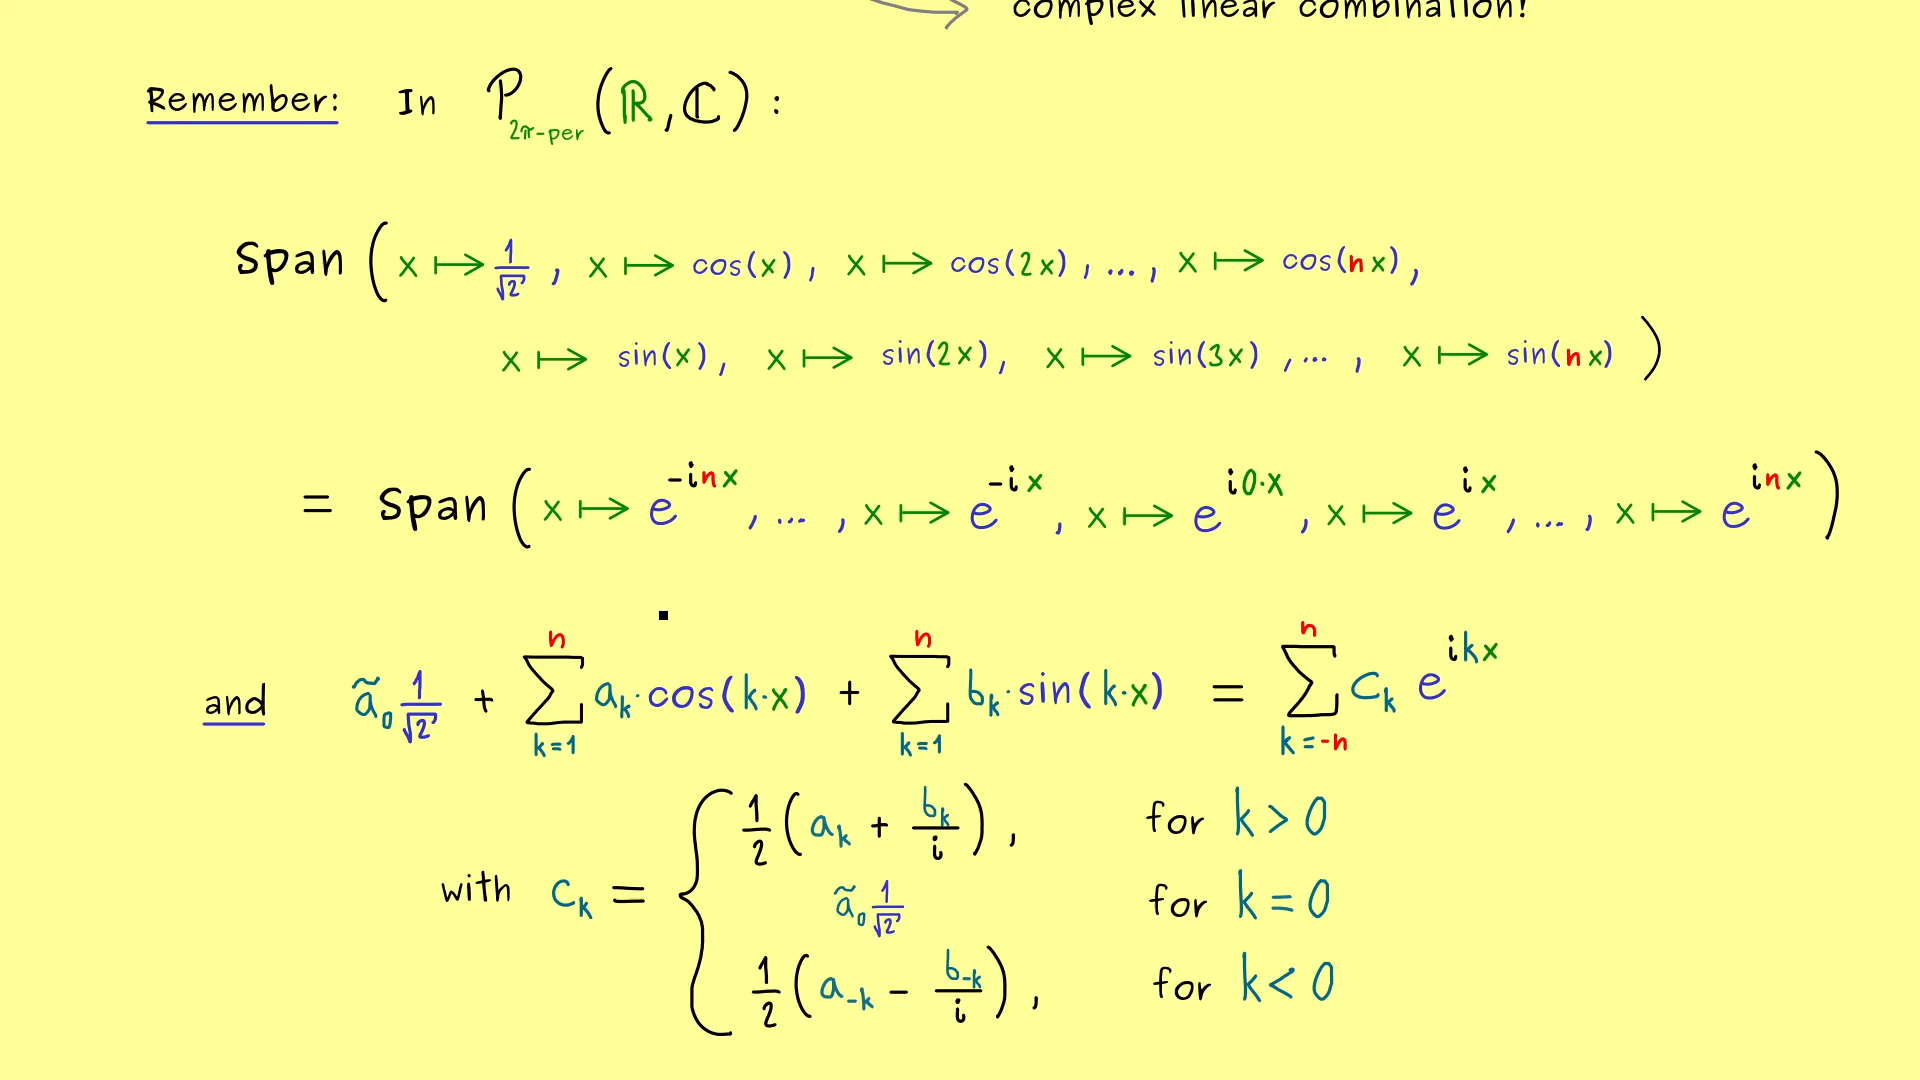 complex linear combination!
Remember: In 𝒫_{2π-per}(ℝ, ℂ) :
Span ( x ↦ 1/√2 , x ↦ cos(x) , x ↦ cos(2x) , ... , x ↦ cos(nx) ,
x ↦ sin(x) , x ↦ sin(2x) , x ↦ sin(3x) , ... , x ↦ sin(nx) )
= Span ( x ↦ e^{-inx} , ... , x ↦ e^{-ix} , x ↦ e^{i0·x} , x ↦ e^{ix} , ... , x ↦ e^{inx} )
and ã_0 1/√2 + ∑_{k=1}^{n} a_k · cos(k·x) + ∑_{k=1}^{n} b_k · sin(k·x) = ∑_{k=-n}^{n} c_k e^{ikx}
with c_k = { 1/2 ( a_k + b_k/i ) , for k > 0
ã_0 1/√2 for k = 0
1/2 ( a_{-k} - b_{-k}/i ) , for k < 0